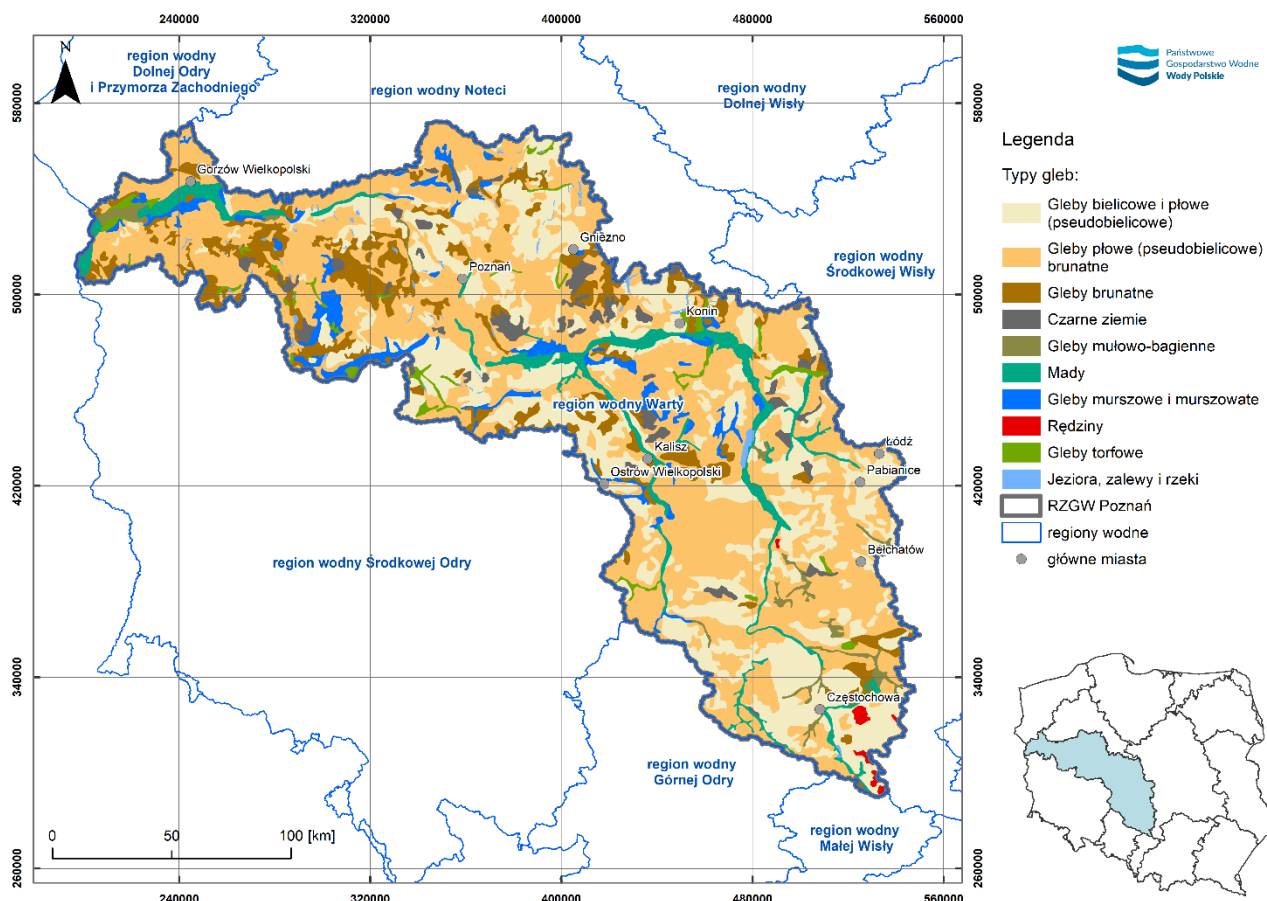 240000
320000
400000
480000
560000
N
region wodny
Dolnej Odry
i Przymorza Zachodniego
region wodny Noteci
region wodny
Dolnej Wisły
region wodny
Środkowej Wisły
Gorzów Wielkopolski
Gniezno
Poznań
Konin
region wodny Warty
Kalisz
Ostrów Wielkopolski
Łódź
Pabianice
Bełchatów
region wodny Środkowej Odry
Częstochowa
region wodny
Górnej Odry
region wodny
Małej Wisły
0
50
100 [km]
580000
500000
420000
340000
260000
580000
500000
420000
340000
260000
240000
320000
400000
480000
560000
Państwowe
Gospodarstwo Wodne
Wody Polskie
Legenda
Typy gleb:
Gleby bielicowe i płowe
(pseudobielicowe)
Gleby płowe (pseudobielicowe)
brunatne
Gleby brunatne
Czarne ziemie
Gleby mułowo-bagienne
Mady
Gleby murszowe i murszowate
Rędziny
Gleby torfowe
Jeziora, zalewy i rzeki
RZGW Poznań
regiony wodne
główne miasta